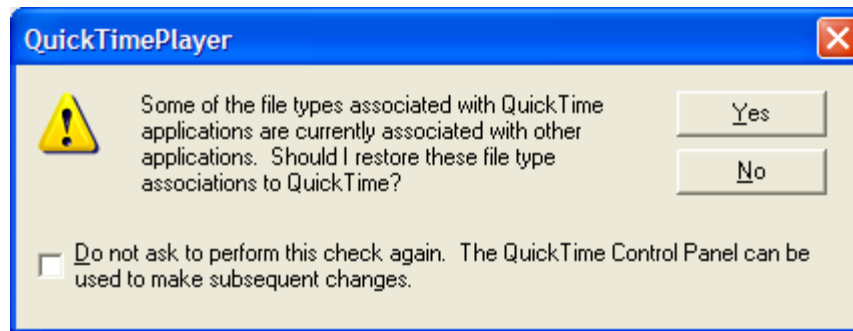 QuickTimePlayer
Some of the file types associated with QuickTime
applications are currently associated with other
applications.  Should I restore these file type
associations to QuickTime?
Yes
No
Do not ask to perform this check again.  The QuickTime Control Panel can be
used to make subsequent changes.